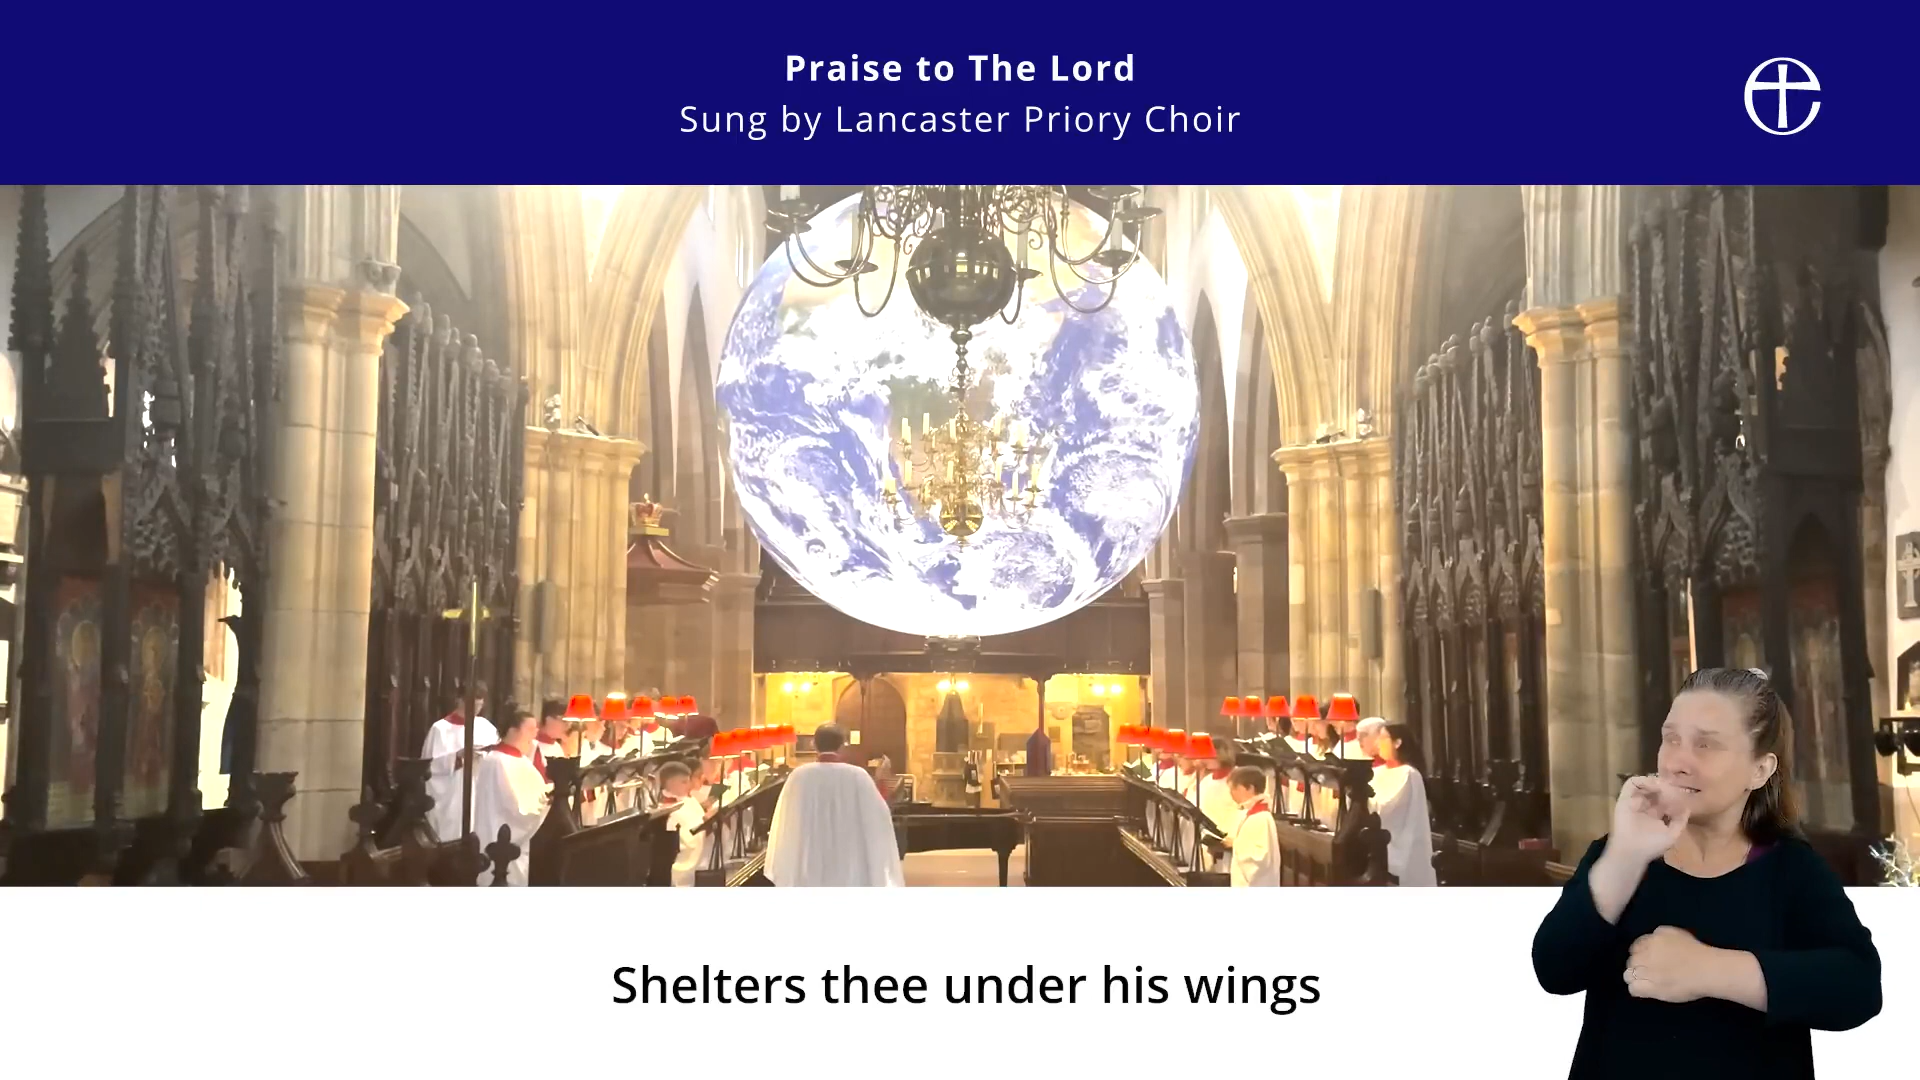 Praise to The Lord
Sung by Lancaster Priory Choir
Shelters thee under his wings